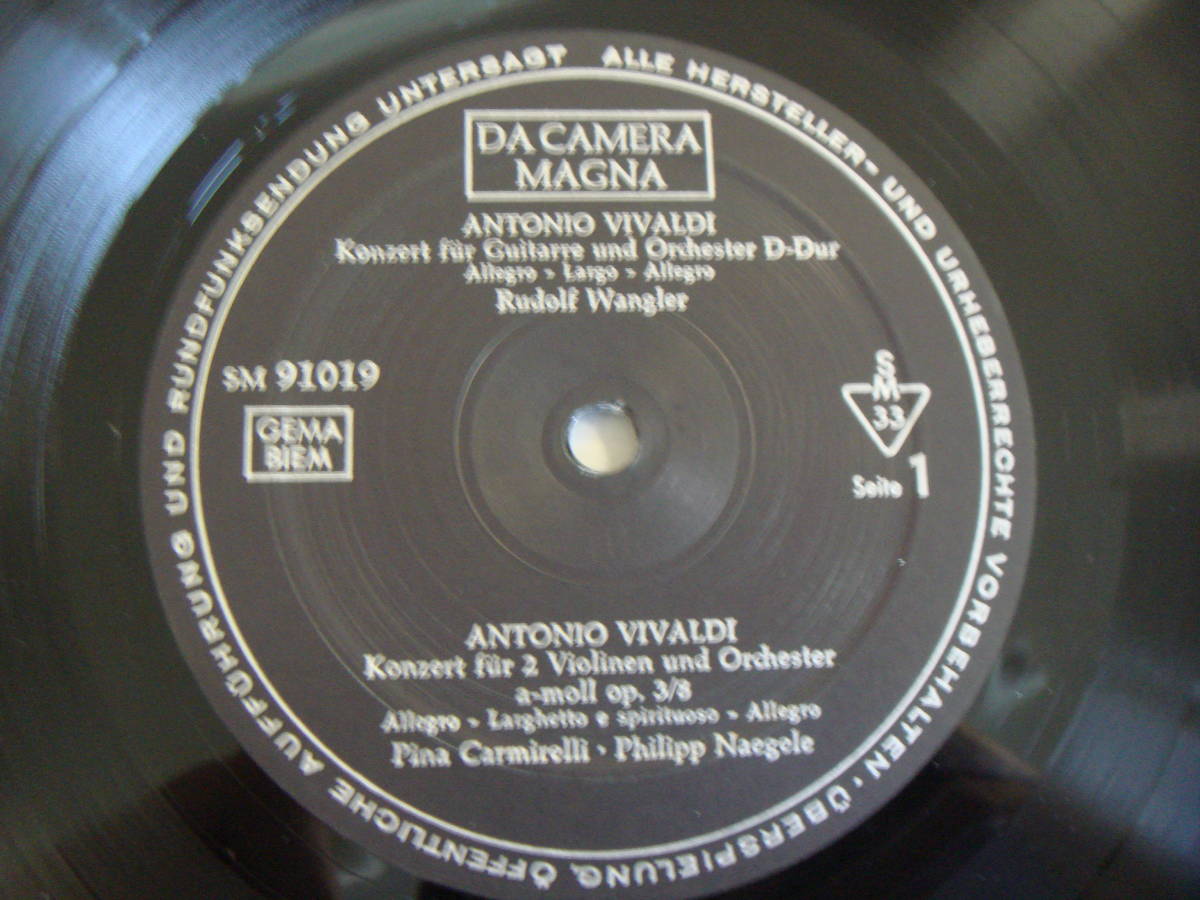 ALLE HERSTELLER- UND URHEBERRECHTE VORBEHALTEN · ÜBERSPIELUNG, ÖFFENTLICHE AUFFÜHRUNG UND RUNDFUNKSENDUNG UNTERSAGT
DA CAMERA
MAGNA
ANTONIO VIVALDI
Konzert für Guitarre und Orchester D-Dur
Allegro - Largo - Allegro
Rudolf Wangler
SM 91019
GEMA
BIEM
S
M
33
Seite 1
ANTONIO VIVALDI
Konzert für 2 Violinen und Orchester
a-moll op. 3/8
Allegro - Larghetto e spirituoso - Allegro
Pina Carmirelli · Philipp Naegele